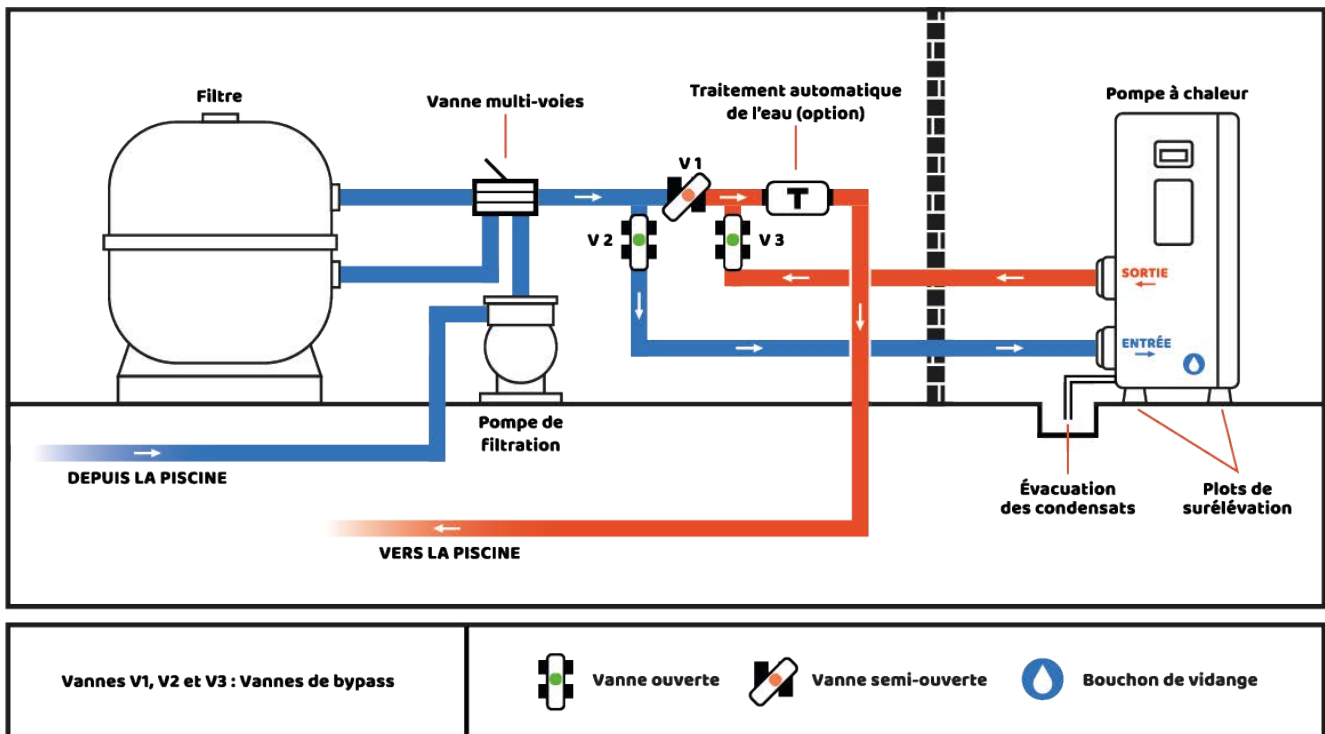 Filtre
Vanne multi-voies
Traitement automatique
de l'eau (option)
Pompe à chaleur
V 1
T
V 2
V 3
SORTIE
ENTRÉE
Pompe de
filtration
DEPUIS LA PISCINE
Évacuation
des condensats
Plots de
surélévation
VERS LA PISCINE
Vannes V1, V2 et V3 : Vannes de bypass
Vanne ouverte
Vanne semi-ouverte
Bouchon de vidange